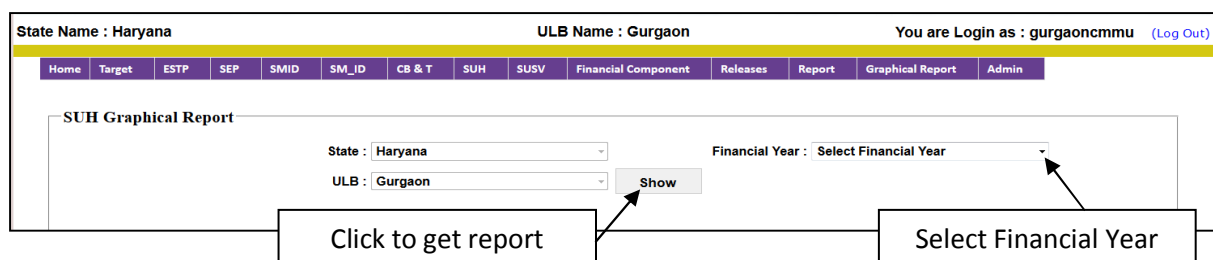 State Name : Haryana ULB Name : Gurgaon You are Login as : gurgaoncmmu (Log Out)
Home Target ESTP SEP SMID SM_ID CB & T SUH SUSV Financial Component Releases Report Graphical Report Admin
SUH Graphical Report
State : Haryana Financial Year : Select Financial Year
ULB : Gurgaon Show
Click to get report Select Financial Year